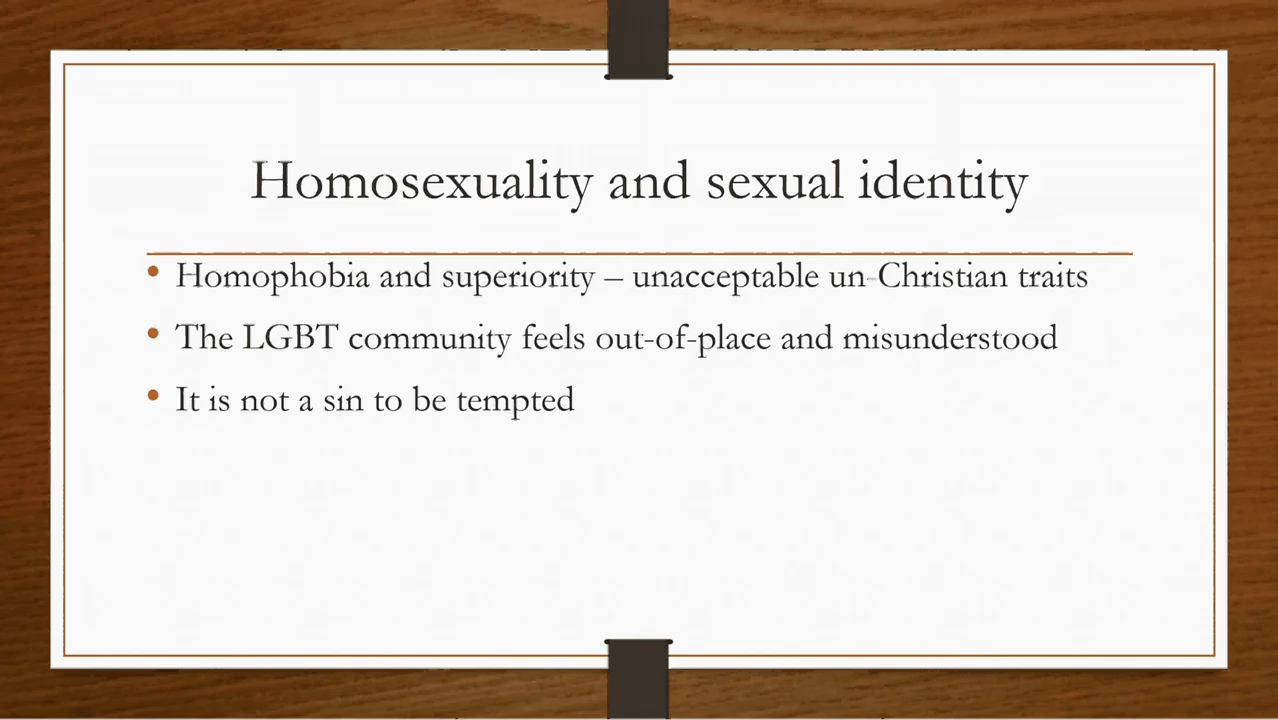 Homosexuality and sexual identity
• Homophobia and superiority – unacceptable un-Christian traits
• The LGBT community feels out-of-place and misunderstood
• It is not a sin to be tempted